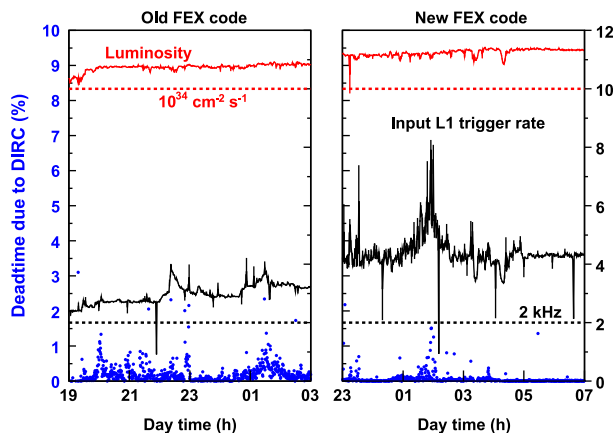 Old FEX code
New FEX code
Deadtime due to DIRC (%)
10
9
8
7
6
5
4
3
2
1
0
Luminosity
10³⁴ cm⁻² s⁻¹
Input L1 trigger rate
2 kHz
12
10
8
6
4
2
0
19 21 23 01 03
23 01 03 05 07
Day time (h)
Day time (h)